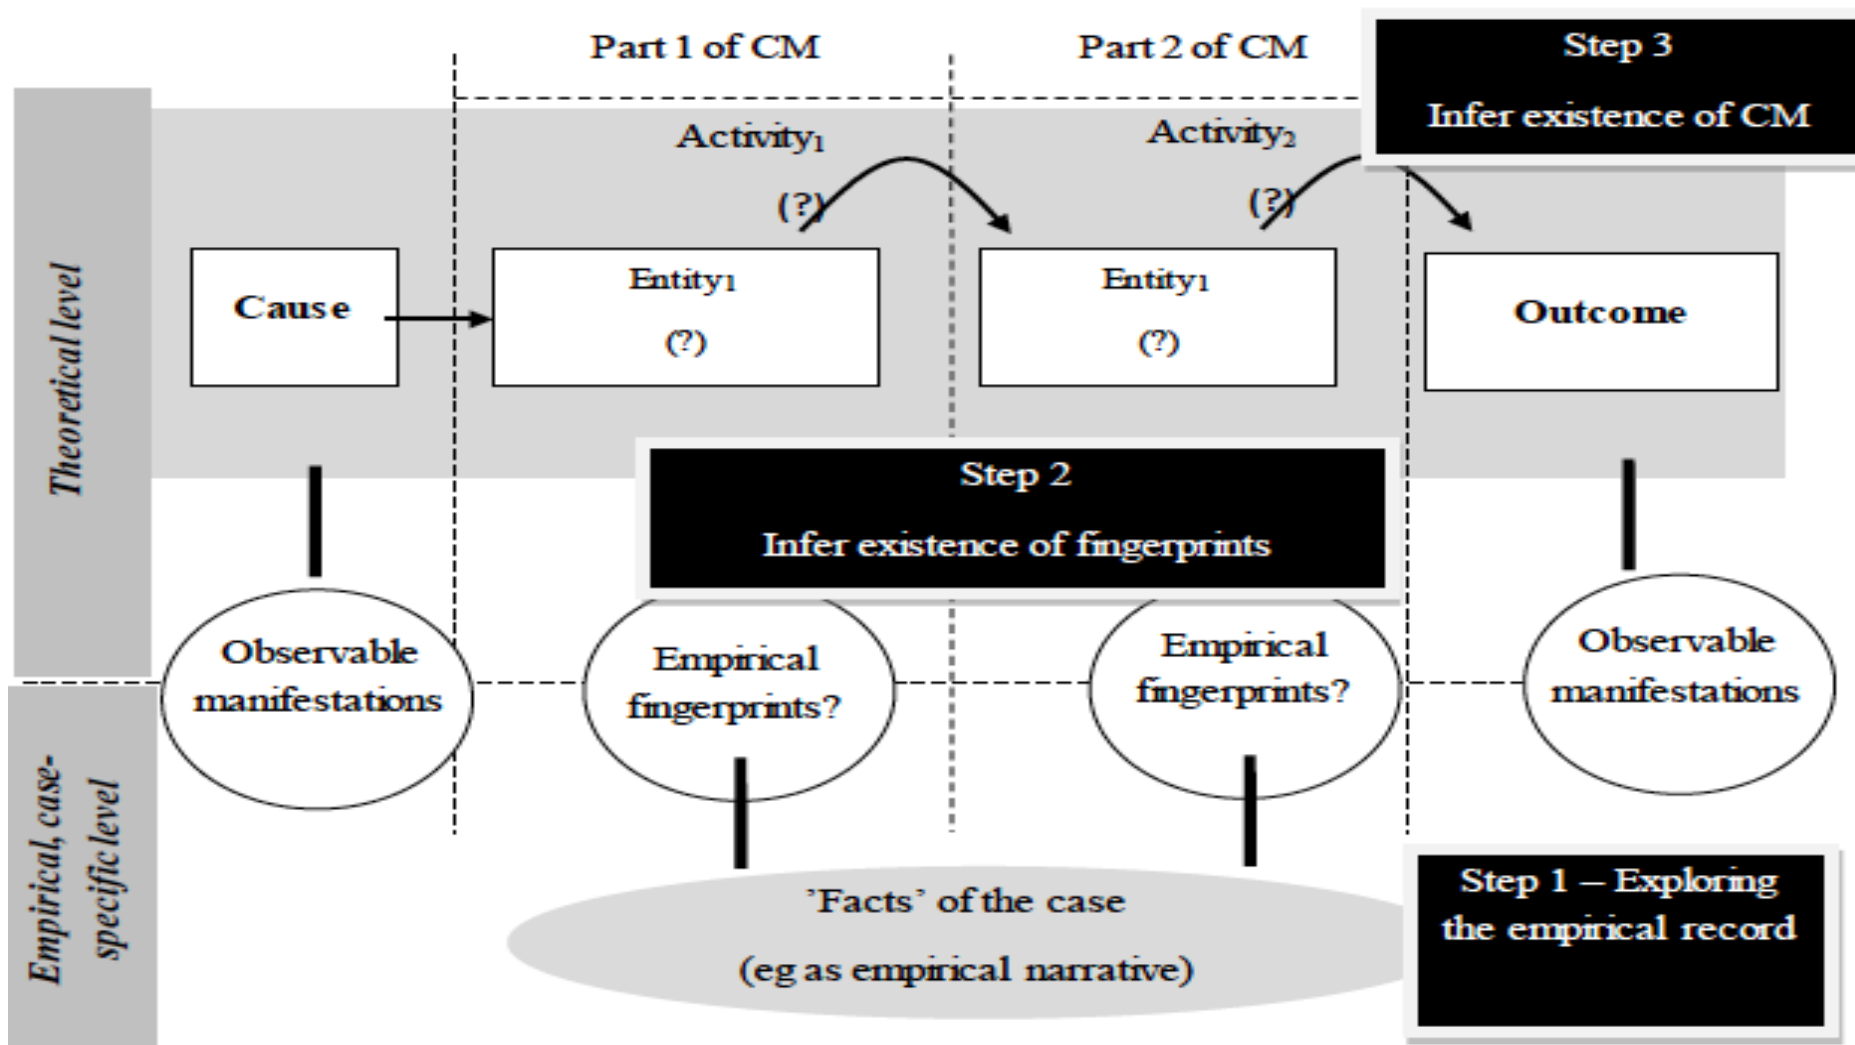 Part 1 of CM
Part 2 of CM
Step 3
Infer existence of CM
Activity₁
(?)
Activity₂
(?)
Theoretical level
Cause
Entity₁
(?)
Entity₁
(?)
Outcome
Step 2
Infer existence of fingerprints
Observable
manifestations
Empirical
fingerprints?
Empirical
fingerprints?
Observable
manifestations
Empirical, case-
specific level
’Facts’ of the case
(eg as empirical narrative)
Step 1 – Exploring
the empirical record